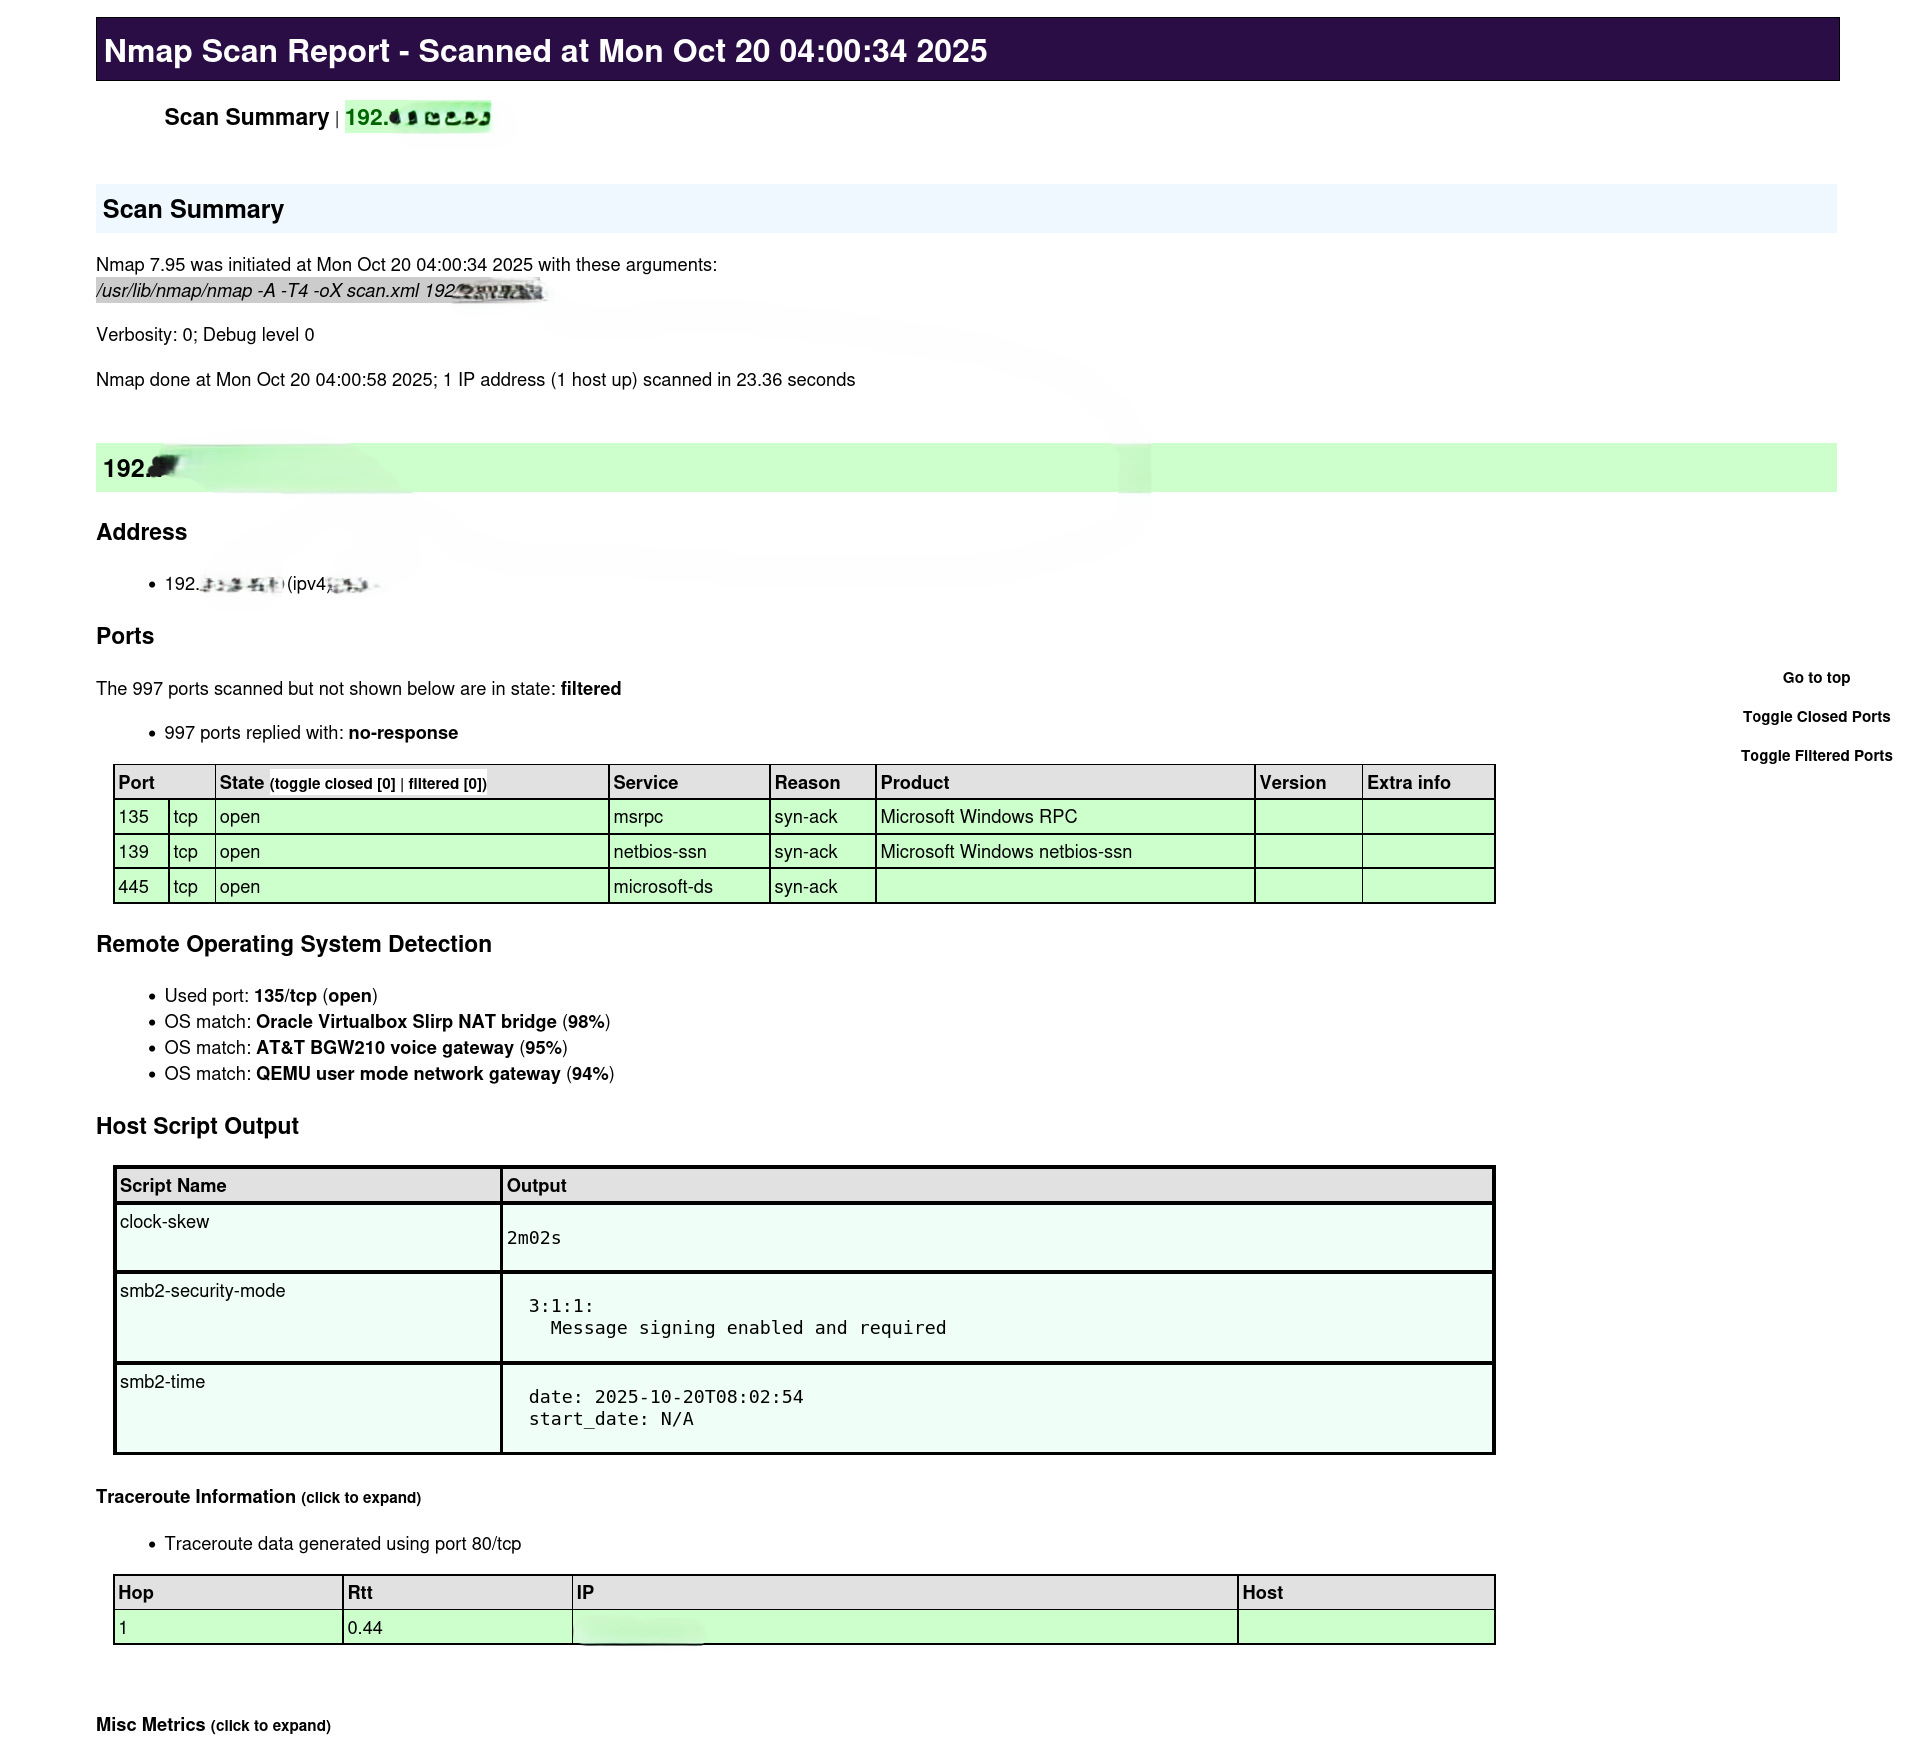 Nmap Scan Report - Scanned at Mon Oct 20 04:00:34 2025
Scan Summary | 192.
Scan Summary
Nmap 7.95 was initiated at Mon Oct 20 04:00:34 2025 with these arguments:
/usr/lib/nmap/nmap -A -T4 -oX scan.xml 192
Verbosity: 0; Debug level 0
Nmap done at Mon Oct 20 04:00:58 2025; 1 IP address (1 host up) scanned in 23.36 seconds
192.
Address
• 192. (ipv4)
Ports
The 997 ports scanned but not shown below are in state: filtered
Go to top
Toggle Closed Ports
Toggle Filtered Ports
• 997 ports replied with: no-response
Port State (toggle closed [0] | filtered [0]) Service Reason Product Version Extra info
135 tcp open msrpc syn-ack Microsoft Windows RPC
139 tcp open netbios-ssn syn-ack Microsoft Windows netbios-ssn
445 tcp open microsoft-ds syn-ack
Remote Operating System Detection
• Used port: 135/tcp (open)
• OS match: Oracle Virtualbox Slirp NAT bridge (98%)
• OS match: AT&T BGW210 voice gateway (95%)
• OS match: QEMU user mode network gateway (94%)
Host Script Output
Script Name Output
clock-skew
2m02s
smb2-security-mode
3:1:1:
Message signing enabled and required
smb2-time
date: 2025-10-20T08:02:54
start_date: N/A
Traceroute Information (click to expand)
• Traceroute data generated using port 80/tcp
Hop Rtt IP Host
1 0.44
Misc Metrics (click to expand)